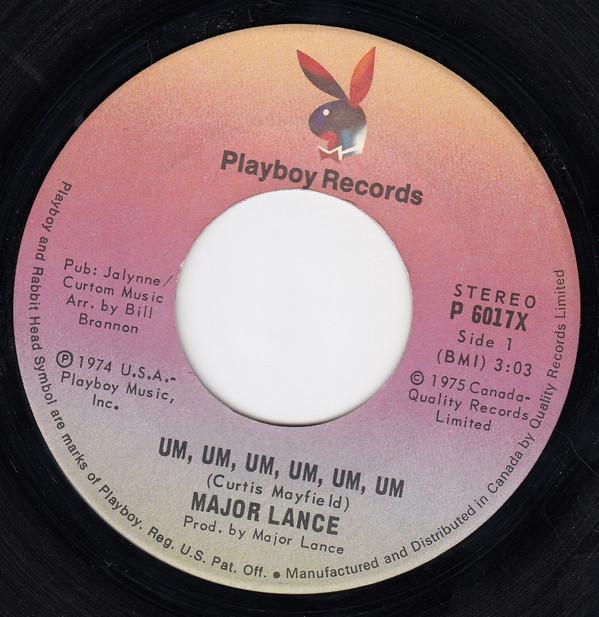 Playboy Records
Pub: Jalynne/
Curtom Music
Arr. by Bill
Brannon
Ⓟ 1974 U.S.A.-
Playboy Music,
Inc.
STEREO
P 6017X
Side 1
(BMI) 3:03
© 1975 Canada-
Quality Records
Limited
UM, UM, UM, UM, UM, UM
(Curtis Mayfield)
MAJOR LANCE
Prod. by Major Lance
Playboy and Rabbit Head Symbol are marks of Playboy. Reg. U.S. Pat. Off. ● Manufactured and Distributed in Canada by Quality Records Limited